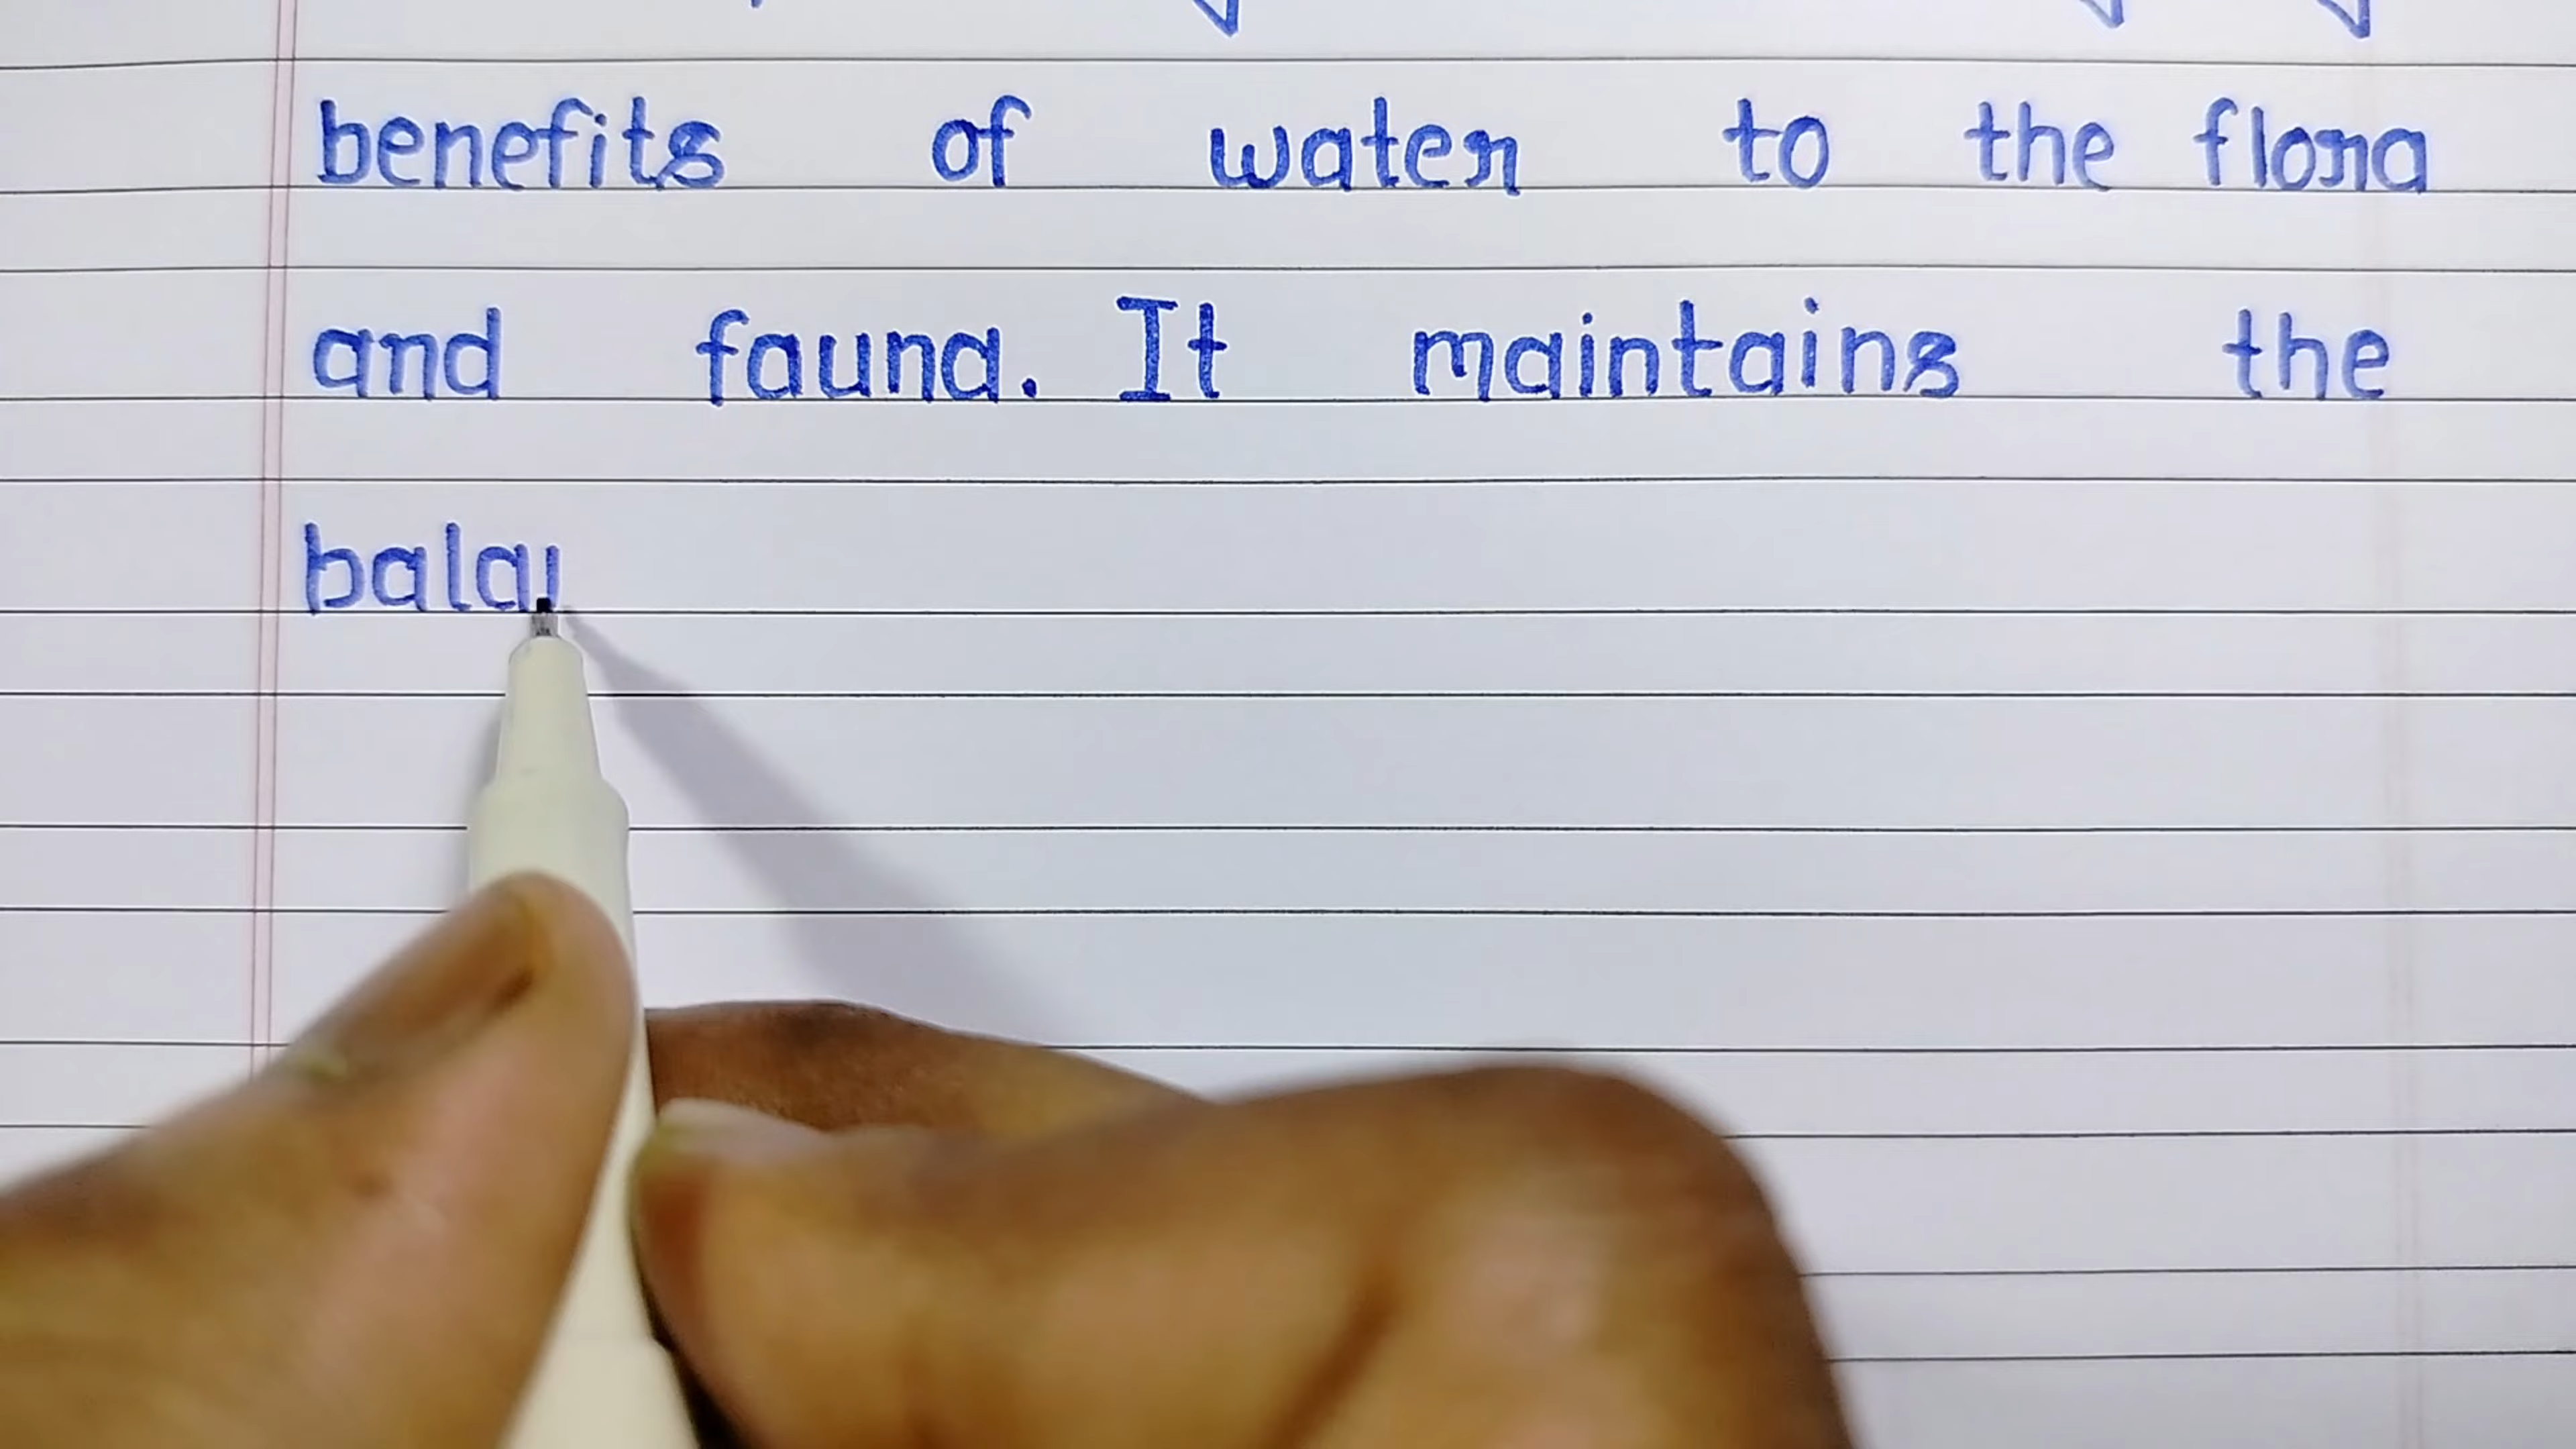 benefits of water to the flora
and fauna. It maintains the
bala